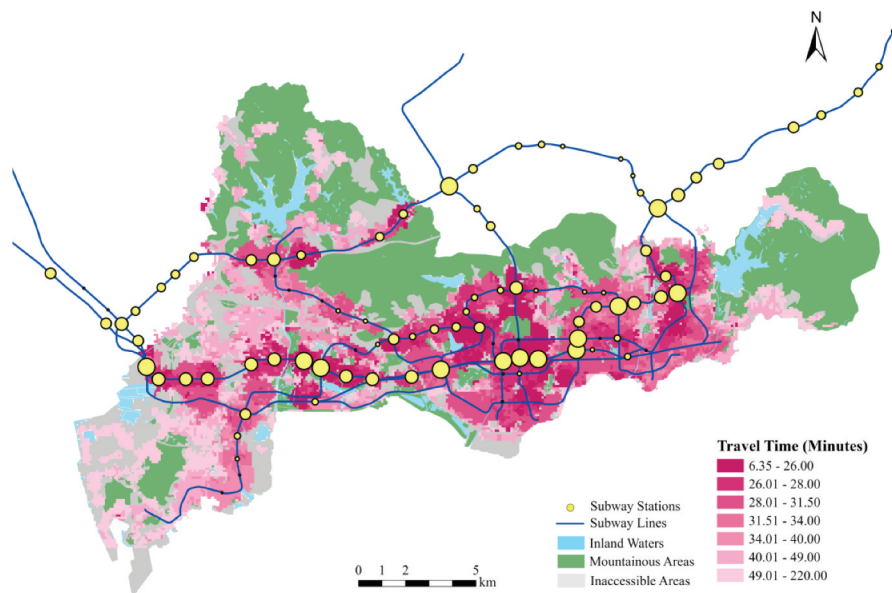 N
Travel Time (Minutes)
6.35 - 26.00
26.01 - 28.00
28.01 - 31.50
31.51 - 34.00
34.01 - 40.00
40.01 - 49.00
49.01 - 220.00
Subway Stations
Subway Lines
Inland Waters
Mountainous Areas
Inaccessible Areas
0 1 2 5
km